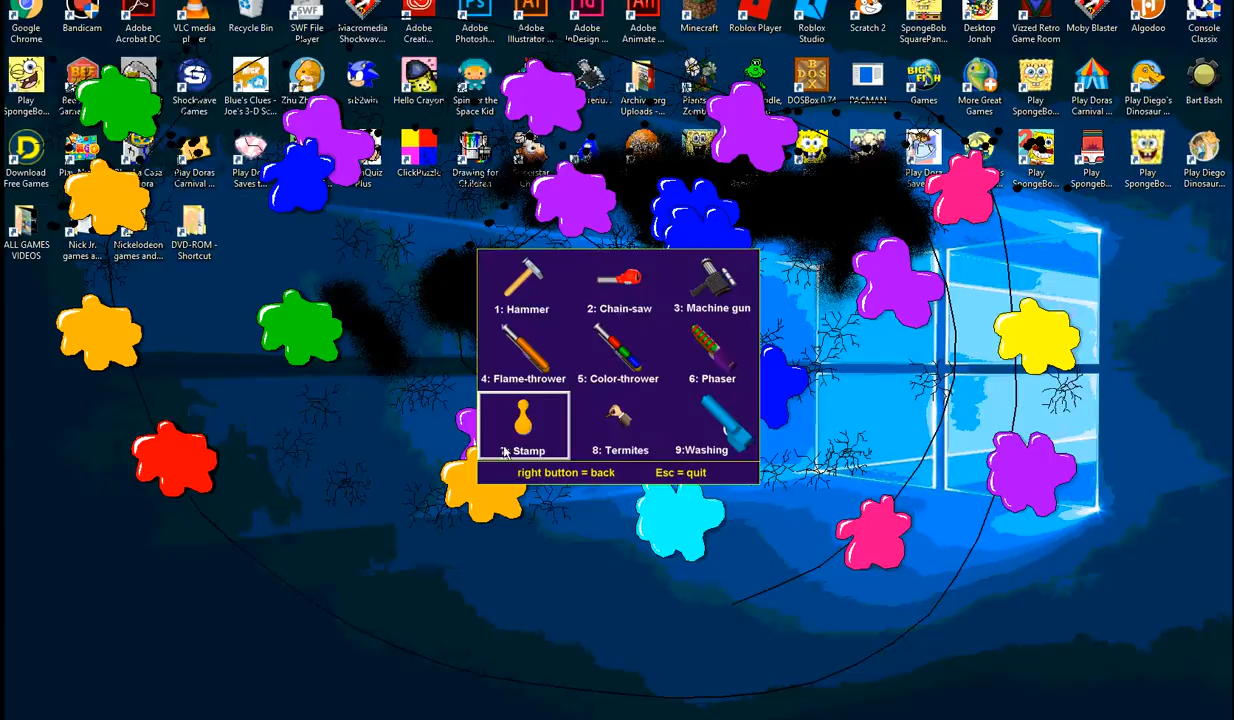 Google Chrome
Bandicam
Adobe Acrobat DC
VLC media
Recycle Bin
SWF File Player
Macromedia Shockwav...
Adobe Creati...
Adobe Photosh...
Adobe Illustrator ...
Adobe InDesign ...
Adobe Animate ...
Minecraft
Roblox Player
Roblox Studio
Scratch 2
SpongeBob SquarePan...
Desktop Jonah
Vizzed Retro Game Room
Moby Blaster
Algodoo
Console Classix
Play SpongeBo...
Shockwave Games
Blue's Clues - Joe's 3-D Sc...
Hello Crayon
Space Kid
DOSBox 0.74
PACMAN
Games
More Great Games
Play SpongeBo...
Play Doras Carnival ...
Play Diego's Dinosaur ...
Bart Bash
Download Free Games
Play Doras Carnival ...
Plus
ClickPuzzle
Drawing for Children
Play SpongeBo...
Play SpongeB...
Play SpongeBo...
Play Diego Dinosaur...
ALL GAMES VIDEOS
Nick Jr. games a...
Nickelodeon games and...
DVD-ROM - Shortcut
1: Hammer
2: Chain-saw
3: Machine gun
4: Flame-thrower
5: Color-thrower
6: Phaser
Stamp
8: Termites
9:Washing
right button = back
Esc = quit